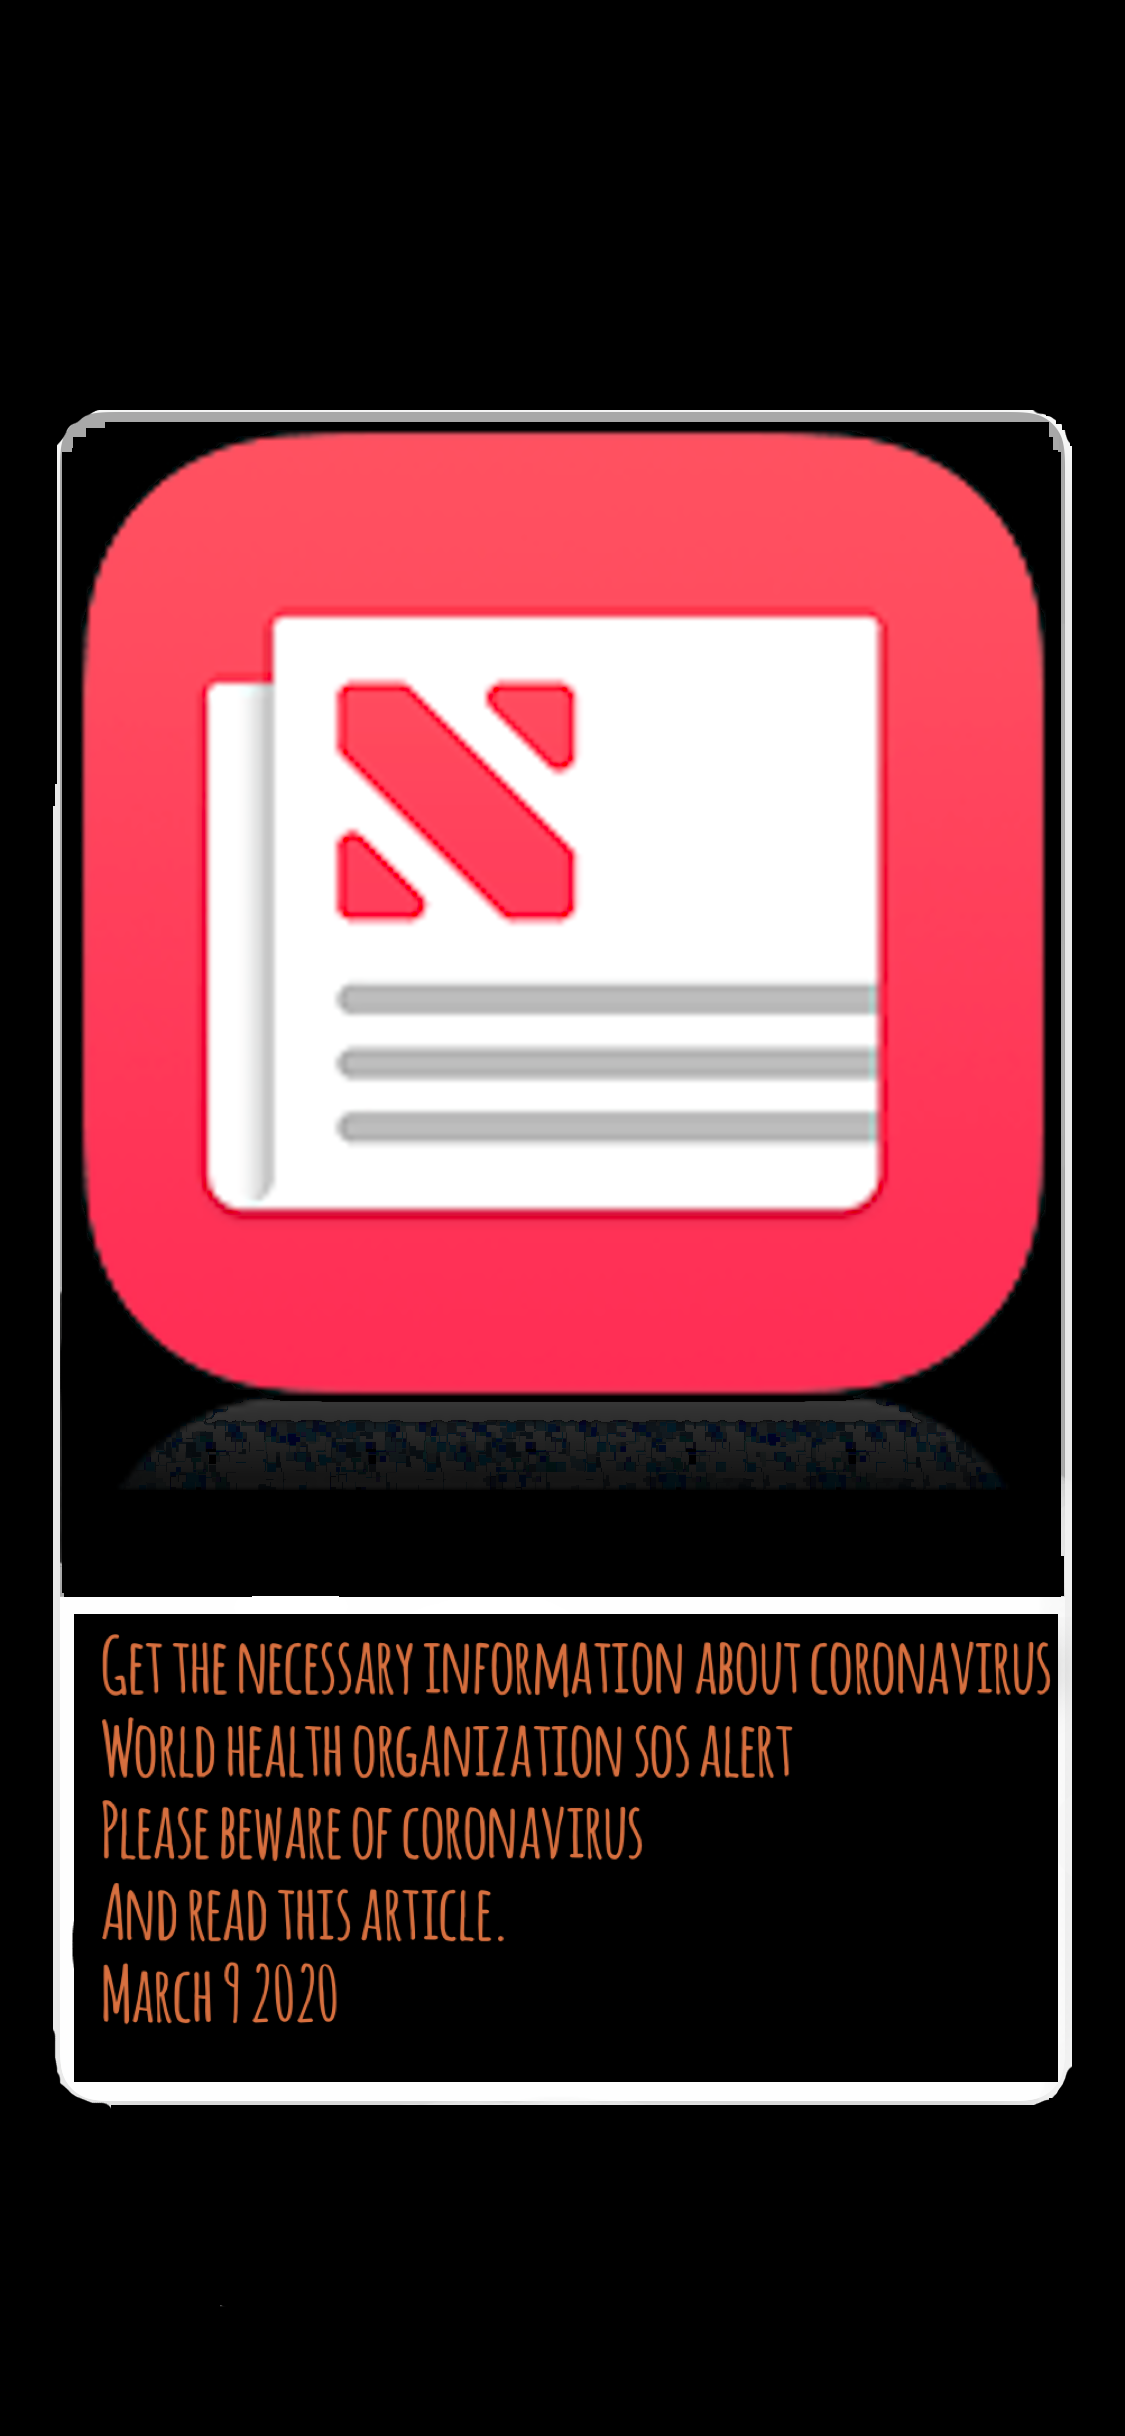 Get the necessary information about coronavirus
World health organization sos alert
Please beware of coronavirus
And read this article.
March 9 2020